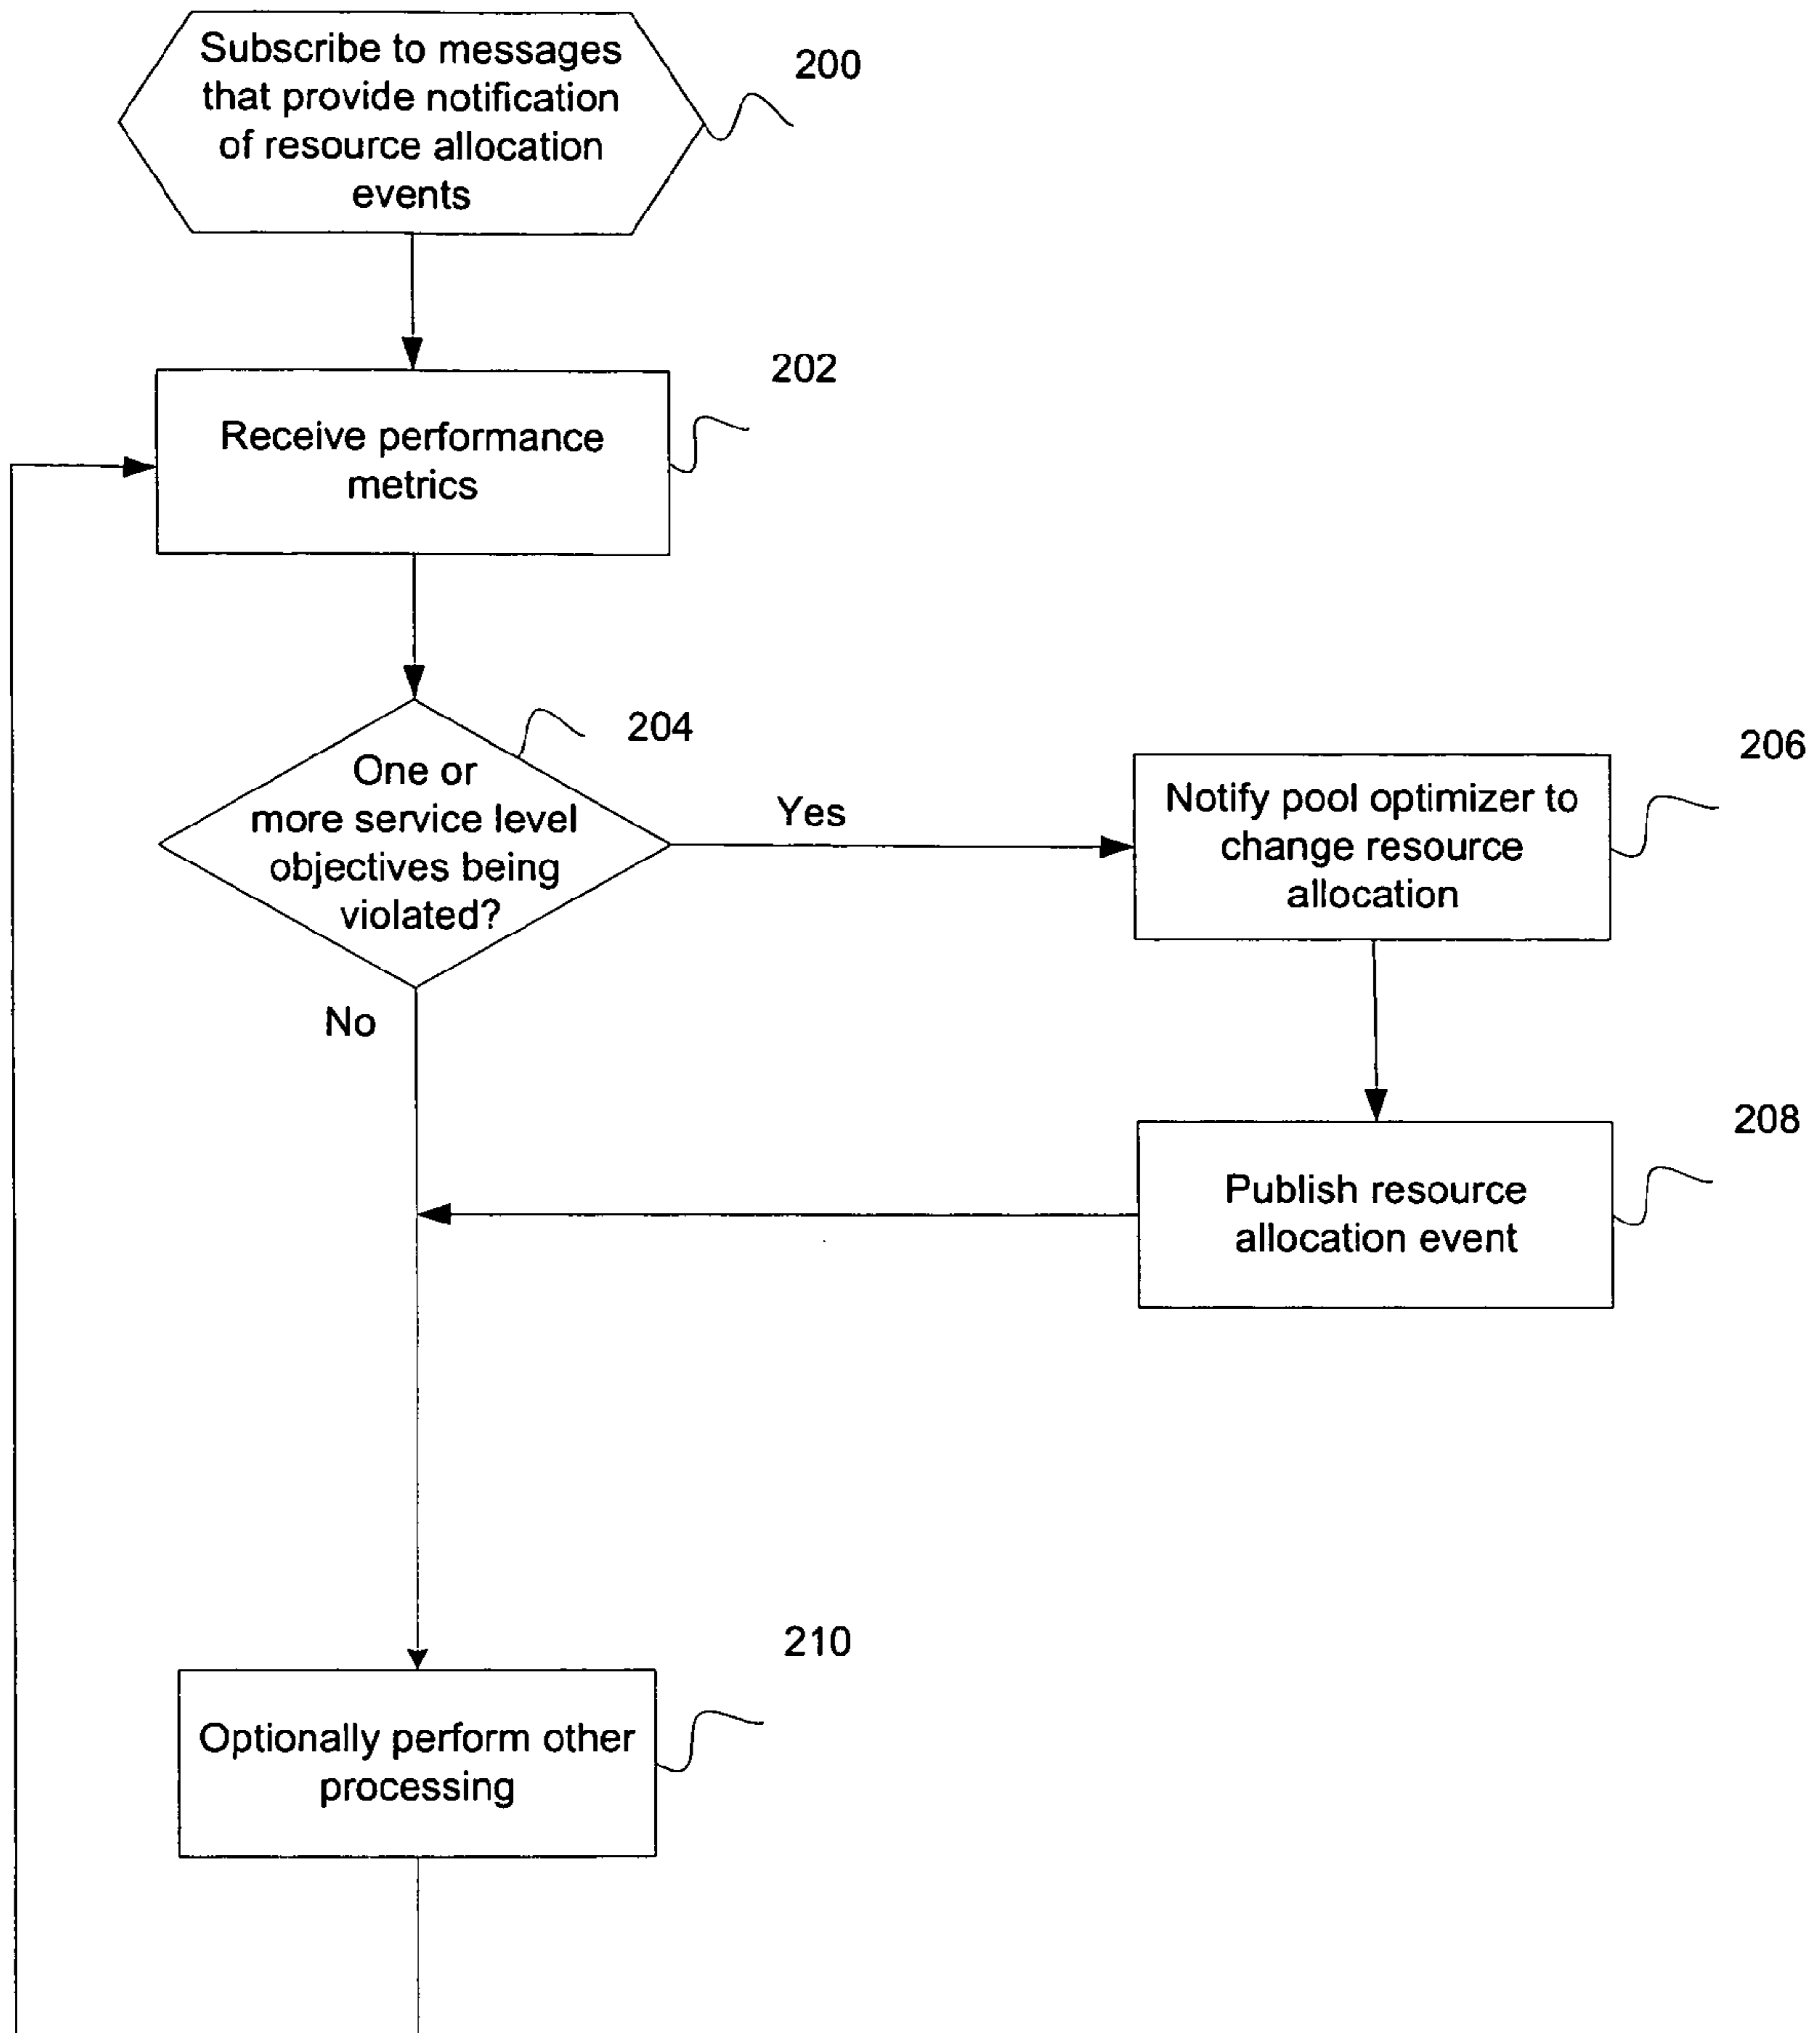 Subscribe to messages
that provide notification
of resource allocation
events
200
Receive performance
metrics
202
One or
more service level
objectives being
violated?
204
Yes
No
Notify pool optimizer to
change resource
allocation
206
Publish resource
allocation event
208
Optionally perform other
processing
210